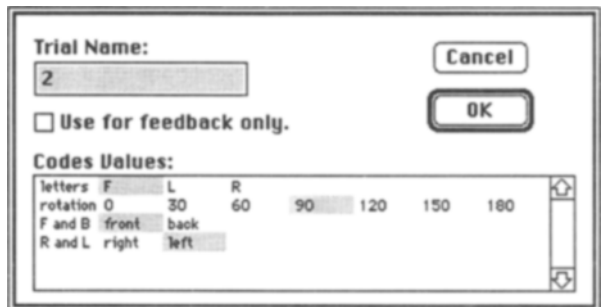 Trial Name:
Cancel
2
OK
Use for feedback only.
Codes Values:
letters F L R
rotation 0 30 60 90 120 150 180
F and B front back
R and L right left